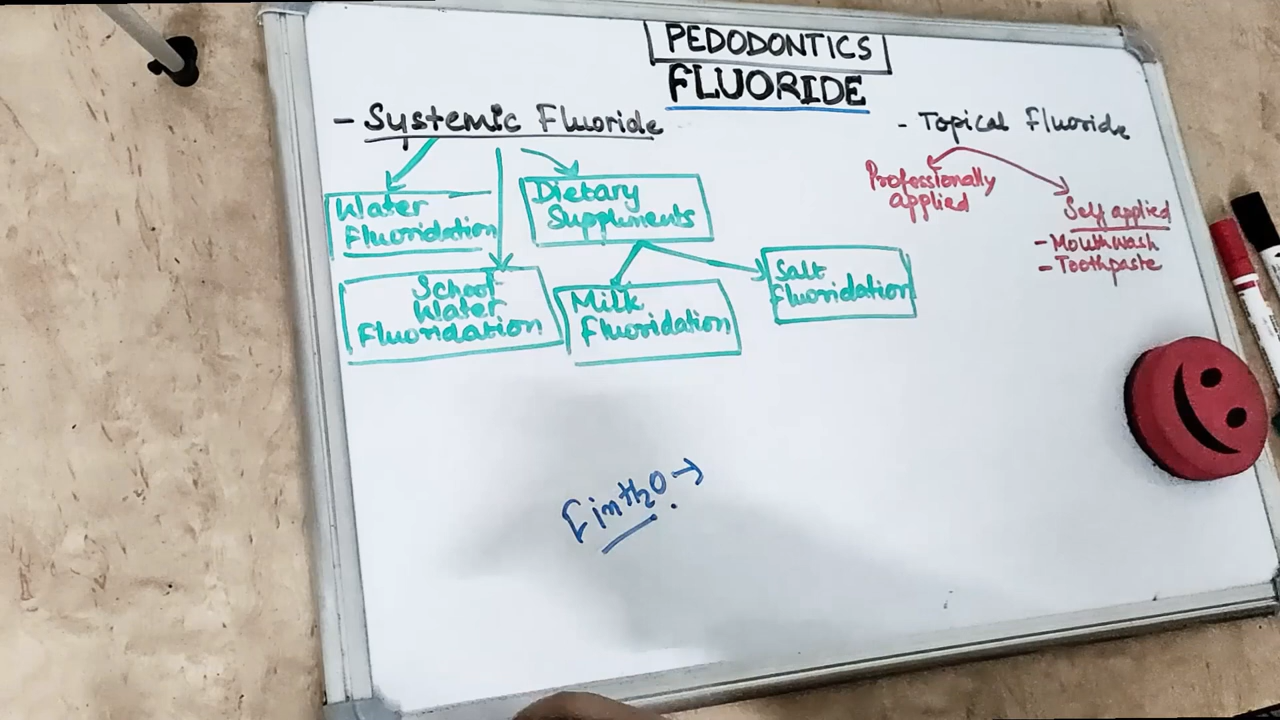 PEDODONTICS
FLUORIDE
- Systemic Fluoride
Water
Fluoridation
Dietary
Supplments
School
Water
Fluoridation
Milk
Fluoridation
Salt
Fluoridation
- Topical Fluoride
Professionally
applied
Self applied
- Mouthwash
- Toothpaste
F in H₂O →